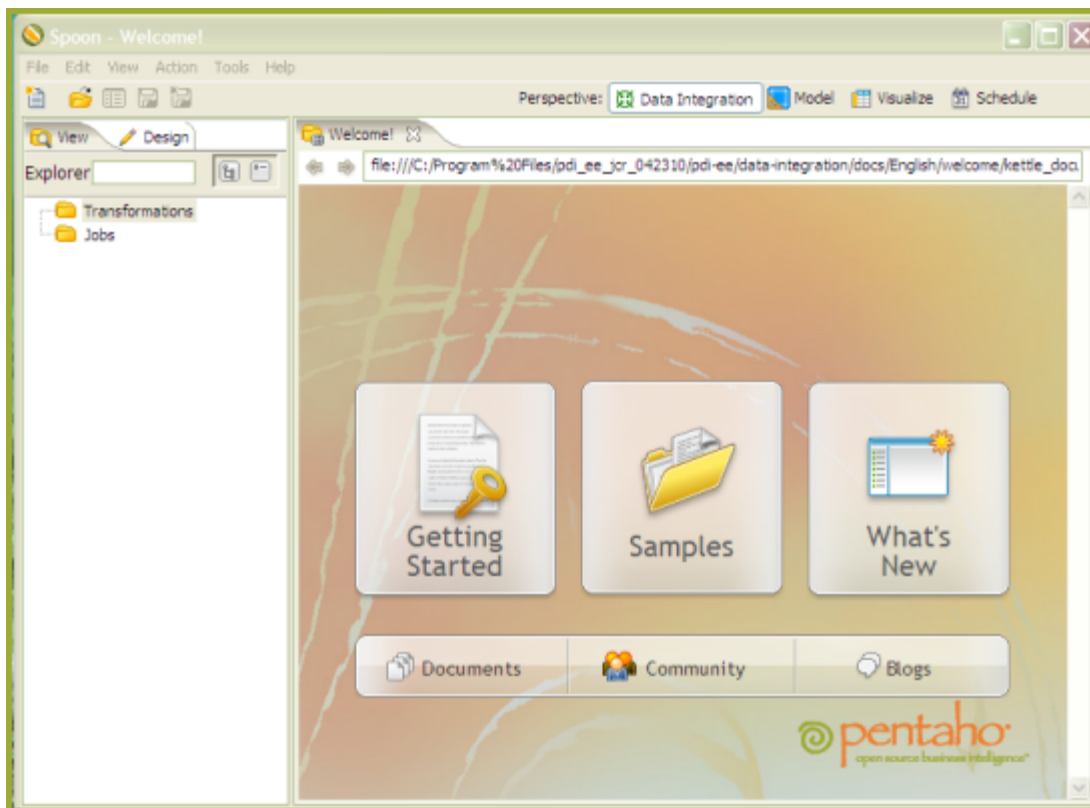 Spoon - Welcome!
File Edit View Action Tools Help
Perspective: Data Integration Model Visualize Schedule
View Design
Welcome!
Explorer
file:///C:/Program%20Files/pdi_ee_jcr_042310/pdi-ee/data-integration/docs/English/welcome/kettle_docu
Transformations
Jobs
Getting
Started
Samples
What's
New
Documents Community Blogs
pentaho
open source business intelligence™